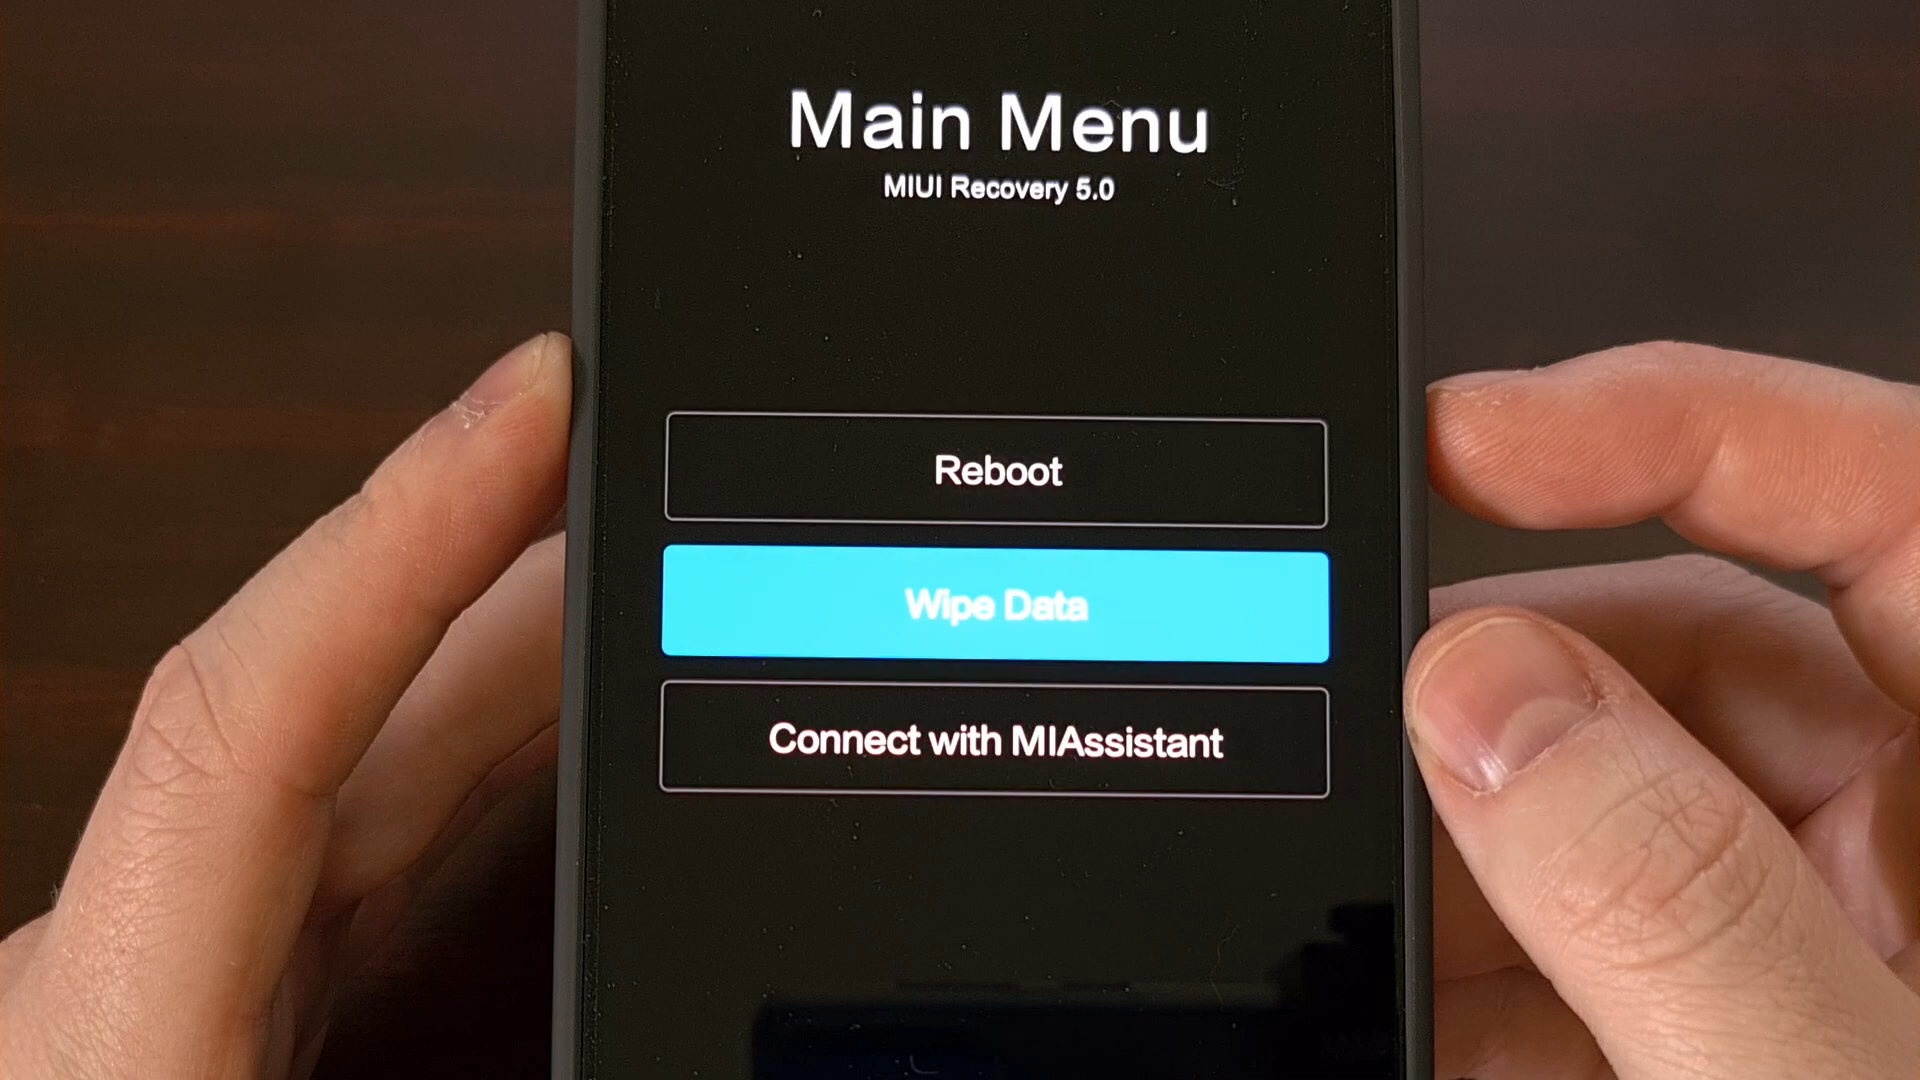 Main Menu
MIUI Recovery 5.0
Reboot
Wipe Data
Connect with MIAssistant